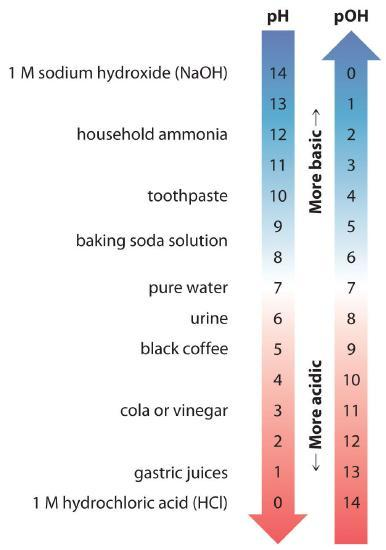 pH pOH
1 M sodium hydroxide (NaOH) 14 0
13 1
household ammonia 12 2
11 3
toothpaste 10 4
9 5
baking soda solution
8 6
pure water 7 7
urine 6 8
black coffee 5 9
4 10
cola or vinegar 3 11
2 12
gastric juices 1 13
1 M hydrochloric acid (HCl) 0 14
More basic →
← More acidic